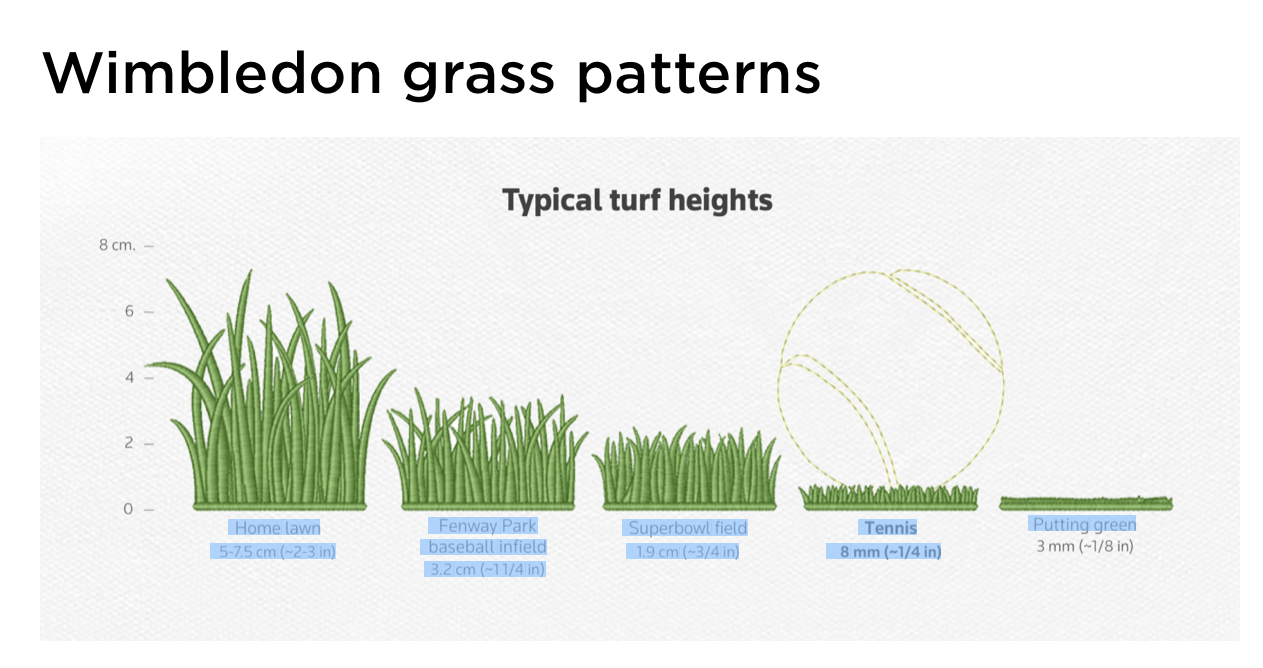 Wimbledon grass patterns
Typical turf heights
8 cm.
6
4
2
0
Home lawn
5-7.5 cm (~2-3 in)
Fenway Park
baseball infield
3.2 cm (~1 1/4 in)
Superbowl field
1.9 cm (~3/4 in)
Tennis
8 mm (~1/4 in)
Putting green
3 mm (~1/8 in)